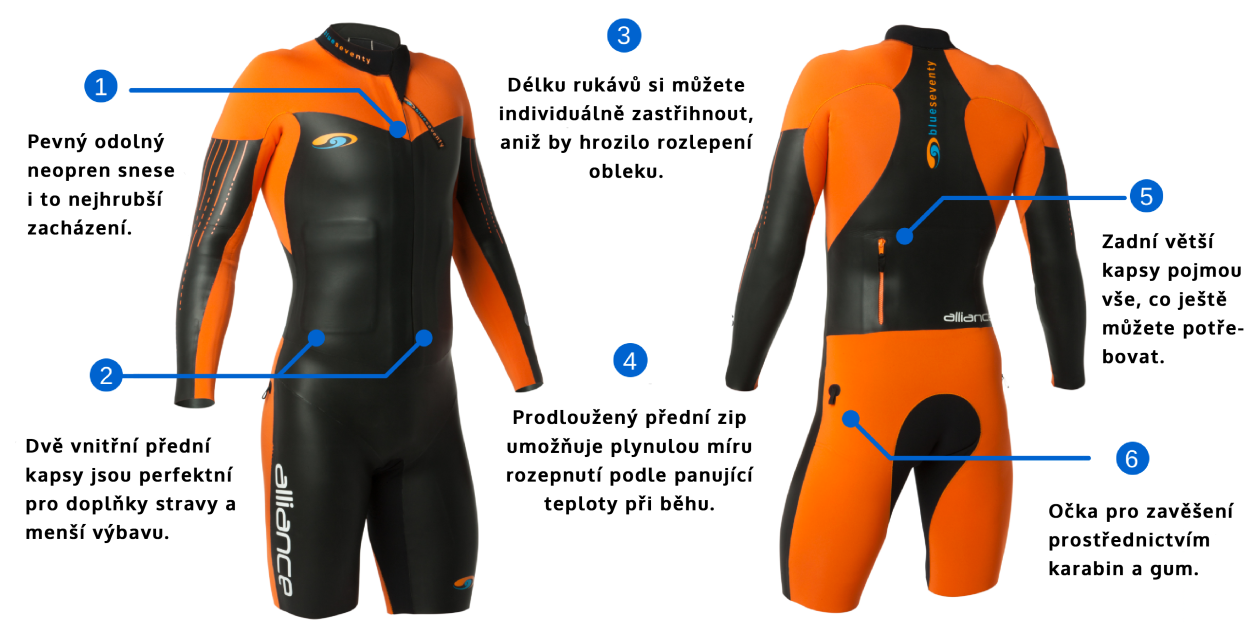 1
Pevný odolný
neopren snese
i to nejhrubší
zacházení.
2
Dvě vnitřní přední
kapsy jsou perfektní
pro doplňky stravy a
menší výbavu.
3
Délku rukávů si můžete
individuálně zastřihnout,
aniž by hrozilo rozlepení
obleku.
4
Prodloužený přední zip
umožňuje plynulou míru
rozepnutí podle panující
teploty při běhu.
5
Zadní větší
kapsy pojmou
vše, co ještě
můžete potře-
bovat.
6
Očka pro zavěšení
prostřednictvím
karabin a gum.
blueseventy
blueseventy
alliance
blueseventy
alliance